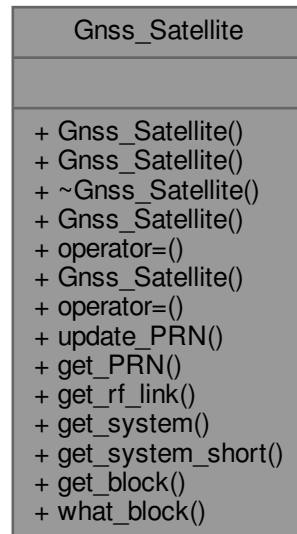 Gnss_Satellite
+ Gnss_Satellite()
+ Gnss_Satellite()
+ ~Gnss_Satellite()
+ Gnss_Satellite()
+ operator=()
+ Gnss_Satellite()
+ operator=()
+ update_PRN()
+ get_PRN()
+ get_rf_link()
+ get_system()
+ get_system_short()
+ get_block()
+ what_block()